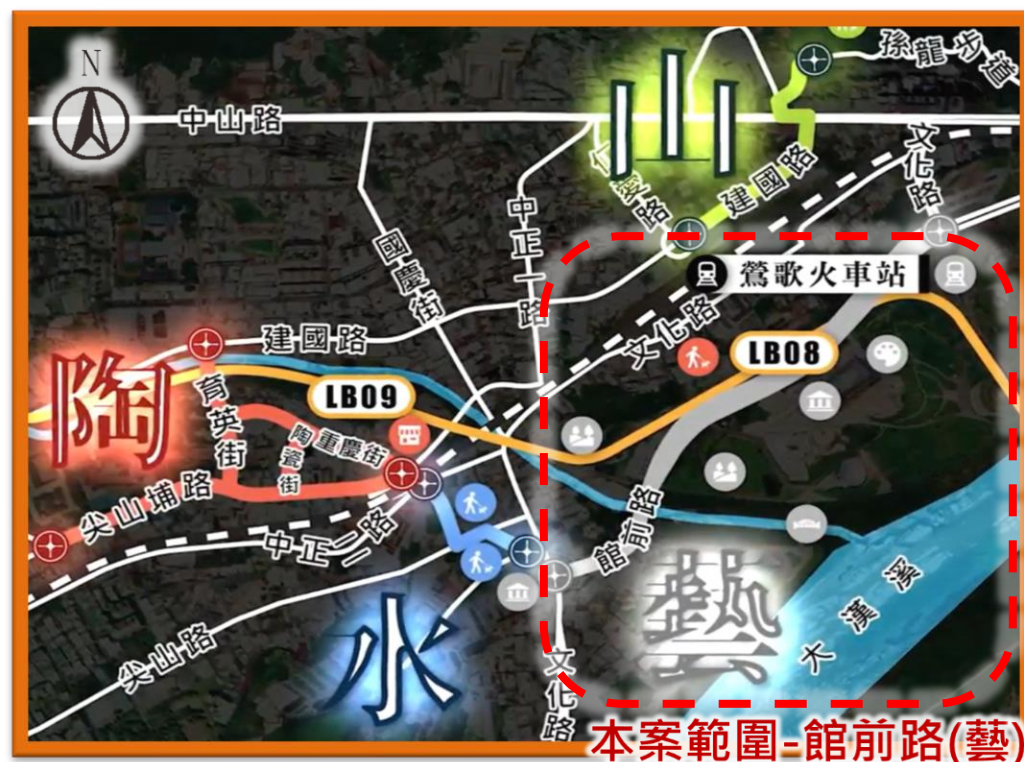 孫龍步道
N
中山路
山
文化路
仁愛路
建國路
中正一路
國慶街
鶯歌火車站
文化路
建國路
LB08
陶
LB09
育英街
重慶街
陶瓷街
尖山埔路
館前路
中正二路
藝
大漢溪
水
尖山路
文化路
本案範圍-館前路(藝)